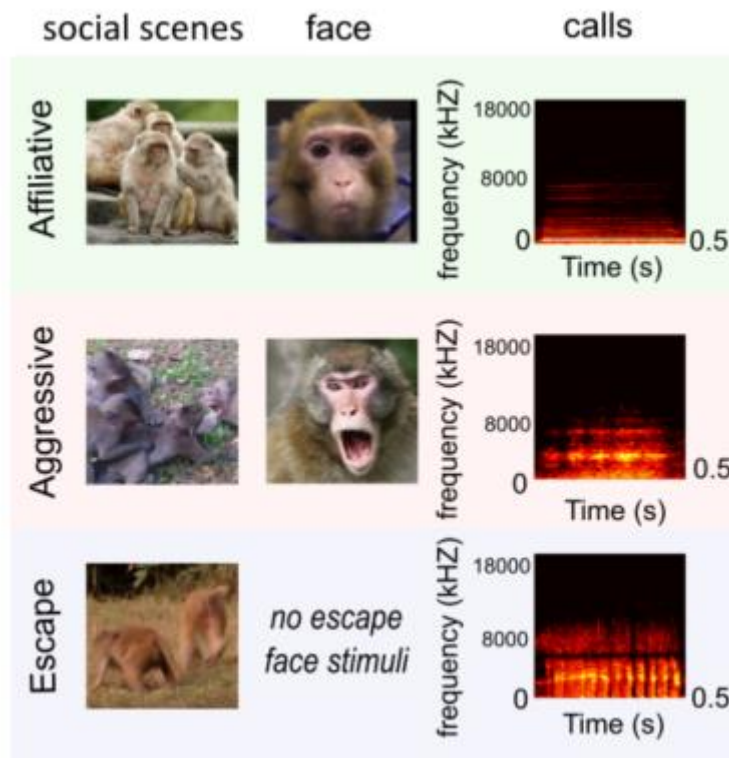 social scenes face calls
Affiliative
frequency (kHZ)
18000
8000
0
0.5
Time (s)
Aggressive
frequency (kHZ)
18000
8000
0
0.5
Time (s)
Escape
no escape
face stimuli
frequency (kHZ)
18000
8000
0
0.5
Time (s)